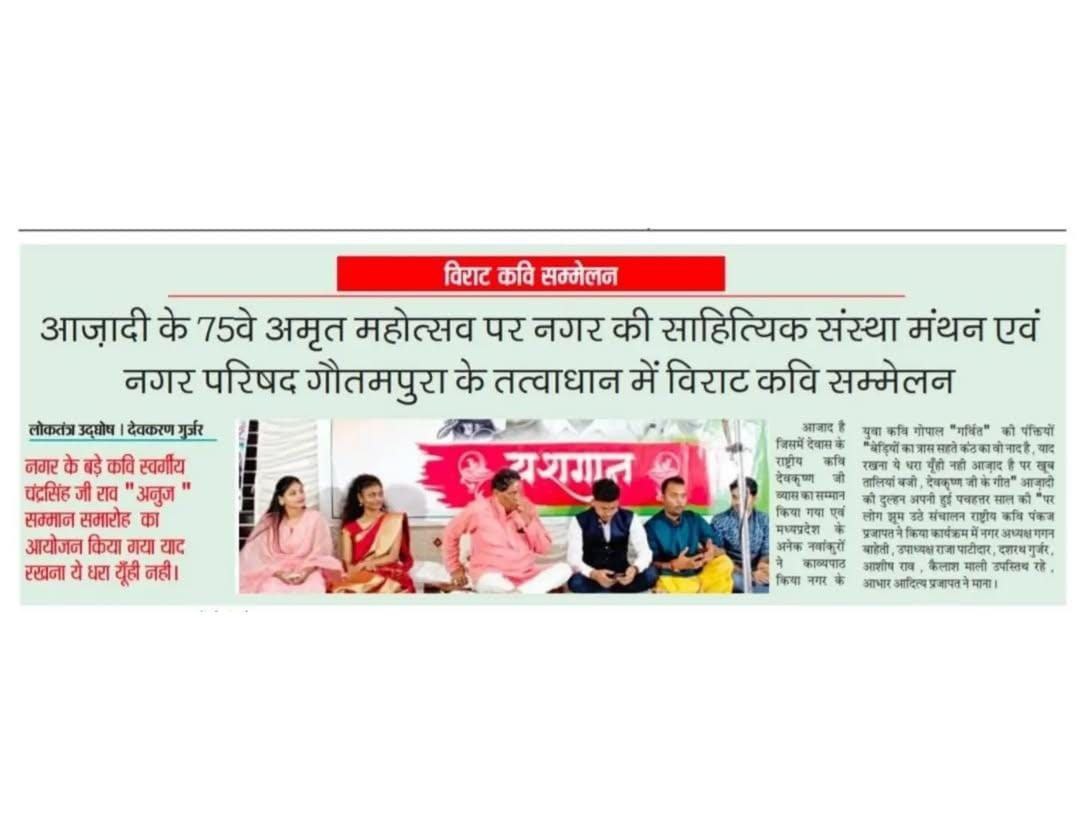 विराट कवि सम्मेलन
आज़ादी के 75वे अमृत महोत्सव पर नगर की साहित्यिक संस्था मंथन एवं
नगर परिषद गौतमपुरा के तत्वाधान में विराट कवि सम्मेलन
लोकतंत्र उद्घोष । देवकरण गुर्जर
नगर के बड़े कवि स्वर्गीय
चंद्रसिंह जी राव "अनुज "
सम्मान समारोह का
आयोजन किया गया याद
रखना ये धरा यूँही नही।
यशगान
आजाद है
जिसमें देवास के
राष्ट्रीय कवि
देवकृष्ण जी
व्यास का सम्मान
किया गया एवं
मध्यप्रदेश के
अनेक नवांकुरों
ने काव्यपाठ
किया नगर के
युवा कवि गोपाल "गर्वित" की पंक्तियों
"बेड़ियों का त्रास सहते कंठ का वो नाद है , याद
रखना ये धरा यूँही नही आज़ाद है पर खूब
तालियां बजी , देवकृष्ण जी के गीत" आज़ादी
की दुल्हन अपनी हुई पचहत्तर साल की "पर
लोग झूम उठे संचालन राष्ट्रीय कवि पंकज
प्रजापत ने किया कार्यक्रम में नगर अध्यक्ष गगन
बाहेती , उपाध्यक्ष राजा पाटीदार , दशरथ गुर्जर ,
आशीष राव , कैलाश माली उपस्तिथ रहे ,
आभार आदित्य प्रजापत ने माना।